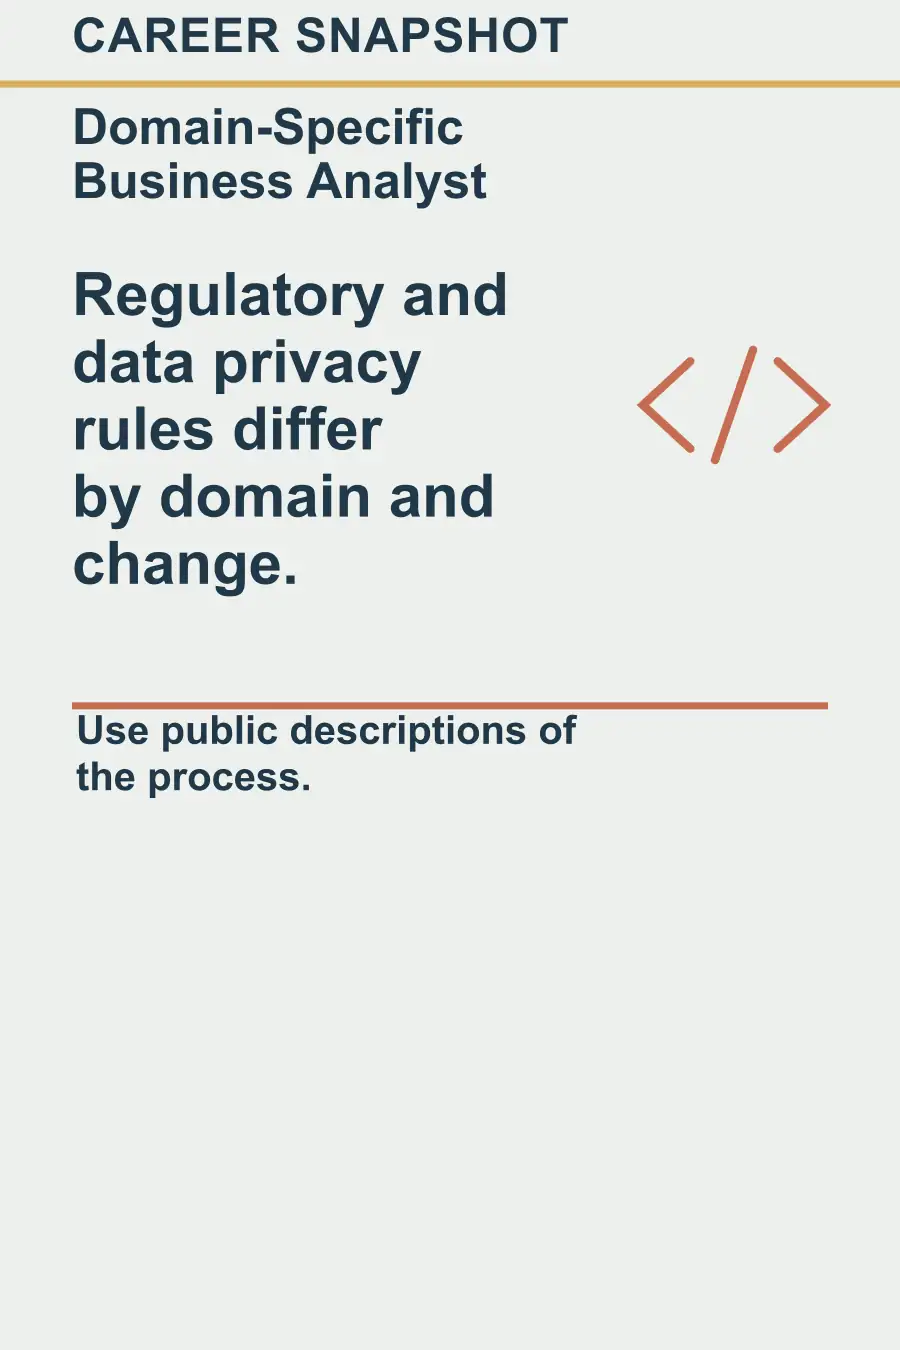 CAREER SNAPSHOT
Domain-Specific
Business Analyst
Regulatory and
data privacy
rules differ
by domain and
change.
Use public descriptions of
the process.